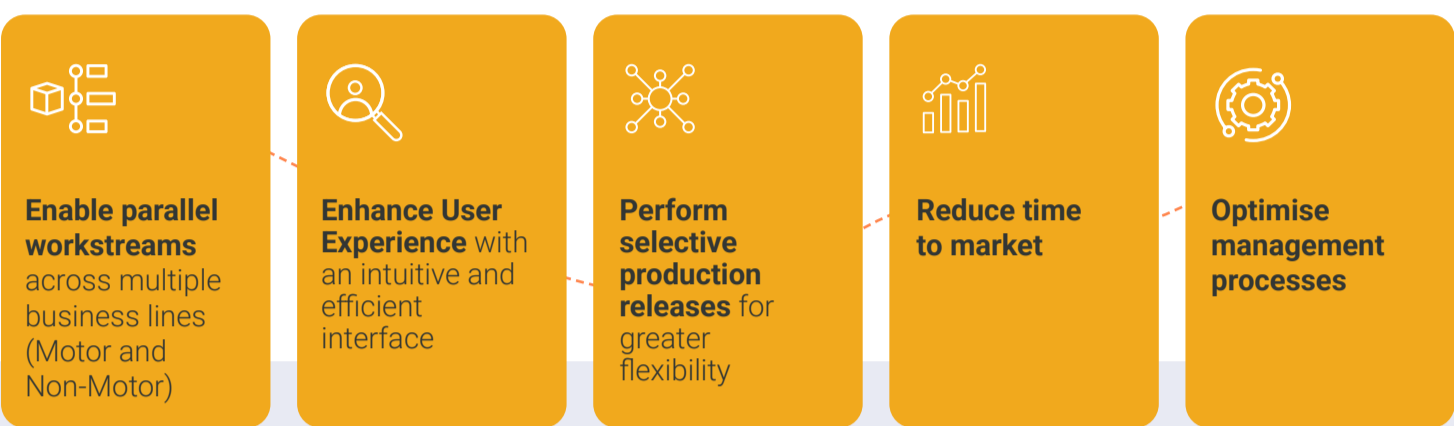 Enable parallel
workstreams
across multiple
business lines
(Motor and
Non-Motor)
Enhance User
Experience with
an intuitive and
efficient
interface
Perform
selective
production
releases for
greater
flexibility
Reduce time
to market
Optimise
management
processes